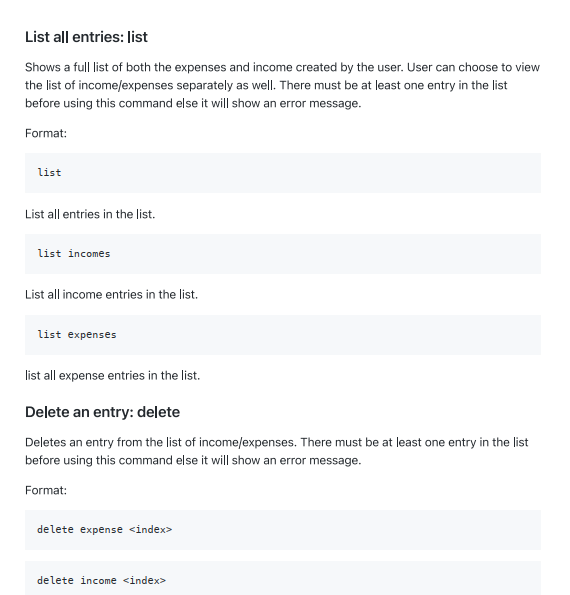 List all entries: list
Shows a full list of both the expenses and income created by the user. User can choose to view
the list of income/expenses separately as well. There must be at least one entry in the list
before using this command else it will show an error message.
Format:
list
List all entries in the list.
list incomes
List all income entries in the list.
list expenses
list all expense entries in the list.
Delete an entry: delete
Deletes an entry from the list of income/expenses. There must be at least one entry in the list
before using this command else it will show an error message.
Format:
delete expense <index>
delete income <index>